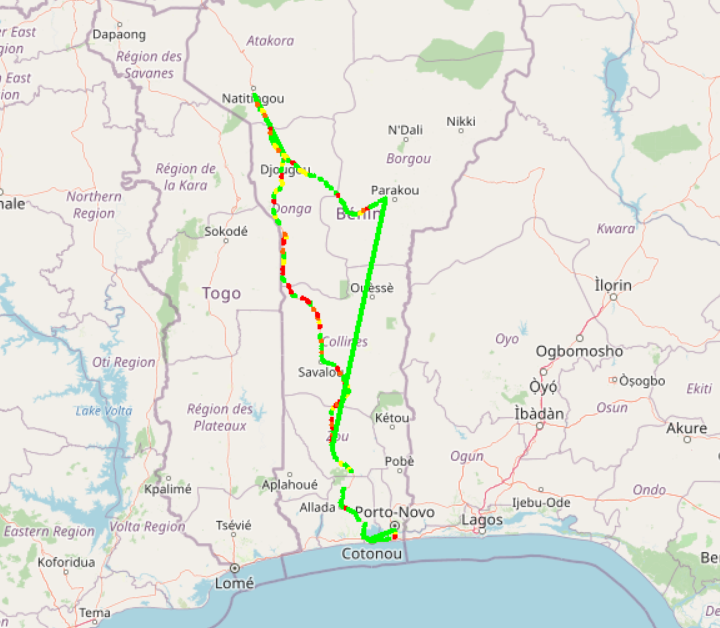 Dapaong
Atakora
Région des
Savanes
Natitingou
N'Dali
Nikki
Borgou
Djougou
Région de
la Kara
Parakou
Northern
Region
Donga
Bénin
Sokodé
Kwara
Togo
Ouèssè
Ìlọrin
Collines
Oyo
Ogbomosho
Oti Region
Savalou
Ọ̀yọ́
Òṣogbo
Ekiti
Lake Volta
Région des
Plateaux
Kétou
Osun
Ìbàdàn
Akure
Zou
Pobè
Ogun
Kpalimé
Aplahoué
Ondo
Allada
Porto-Novo
Lagos
Ijebu-Ode
Eastern Region
Volta Region
Tsévié
Cotonou
Koforidua
Lomé
Tema